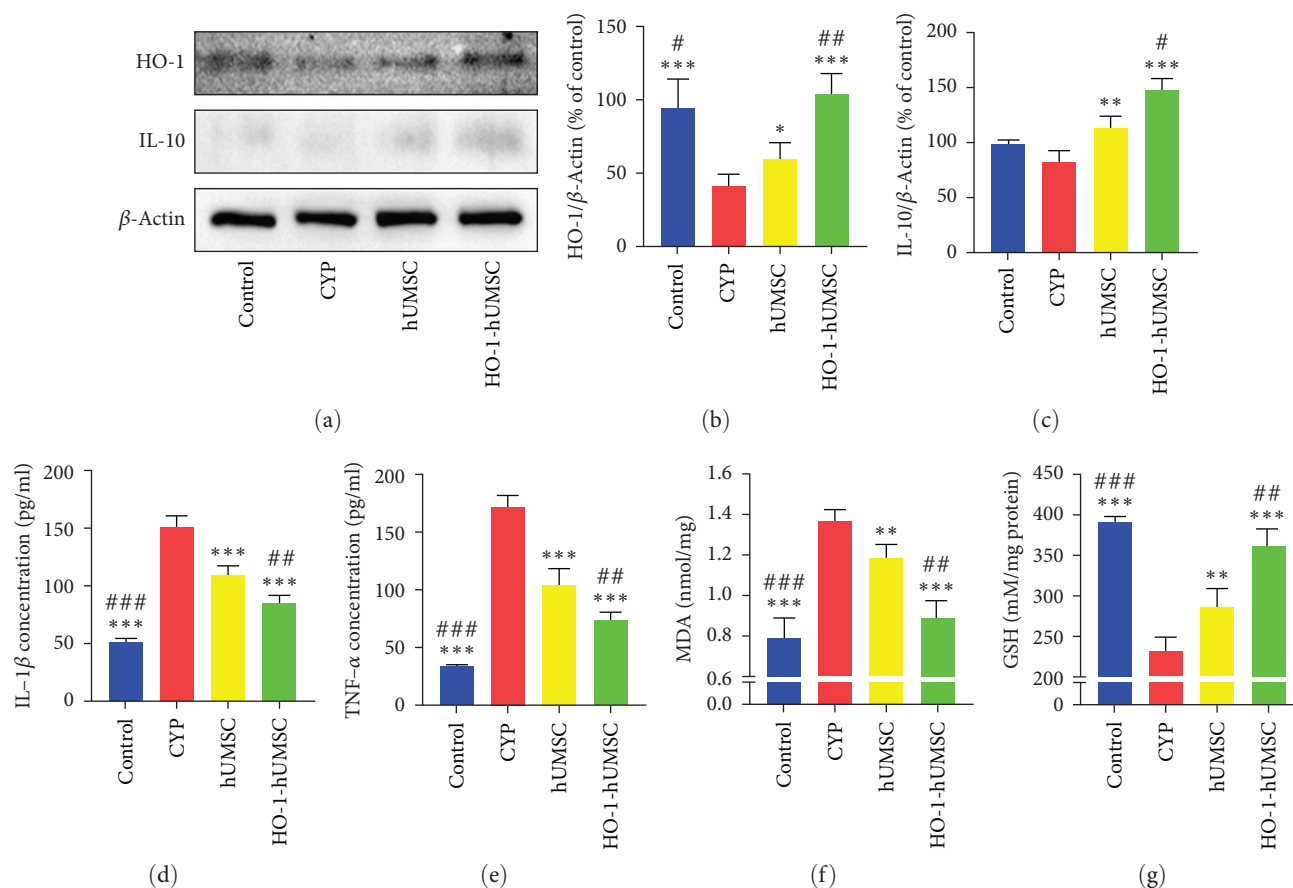 HO-1
IL-10
β-Actin
Control
CYP
hUMSC
HO-1-hUMSC
(a)
HO-1/β-Actin (% of control)
150
100
50
0
#
***
*
##
***
Control
CYP
hUMSC
HO-1-hUMSC
(b)
IL-10/β-Actin (% of control)
200
150
100
50
0
**
#
***
Control
CYP
hUMSC
HO-1-hUMSC
(c)
IL-1β concentration (pg/ml)
200
150
100
50
0
###
***
***
##
***
Control
CYP
hUMSC
HO-1-hUMSC
(d)
TNF-α concentration (pg/ml)
200
150
100
50
0
###
***
***
##
***
Control
CYP
hUMSC
HO-1-hUMSC
(e)
MDA (nmol/mg)
1.6
1.4
1.2
1.0
0.8
0.6
0.0
###
***
**
##
***
Control
CYP
hUMSC
HO-1-hUMSC
(f)
GSH (mM/mg protein)
450
400
350
300
250
200
0
###
***
**
##
***
Control
CYP
hUMSC
HO-1-hUMSC
(g)